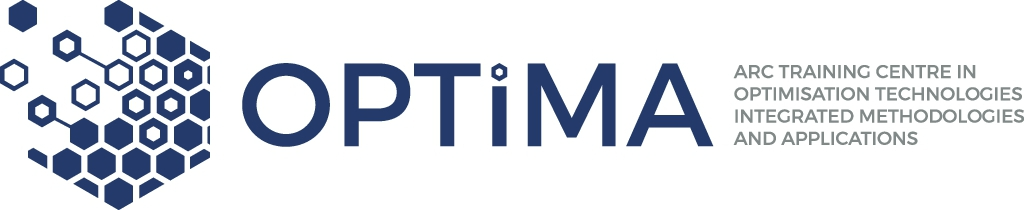 OPTiMA
ARC TRAINING CENTRE IN
OPTIMISATION TECHNOLOGIES
INTEGRATED METHODOLOGIES
AND APPLICATIONS